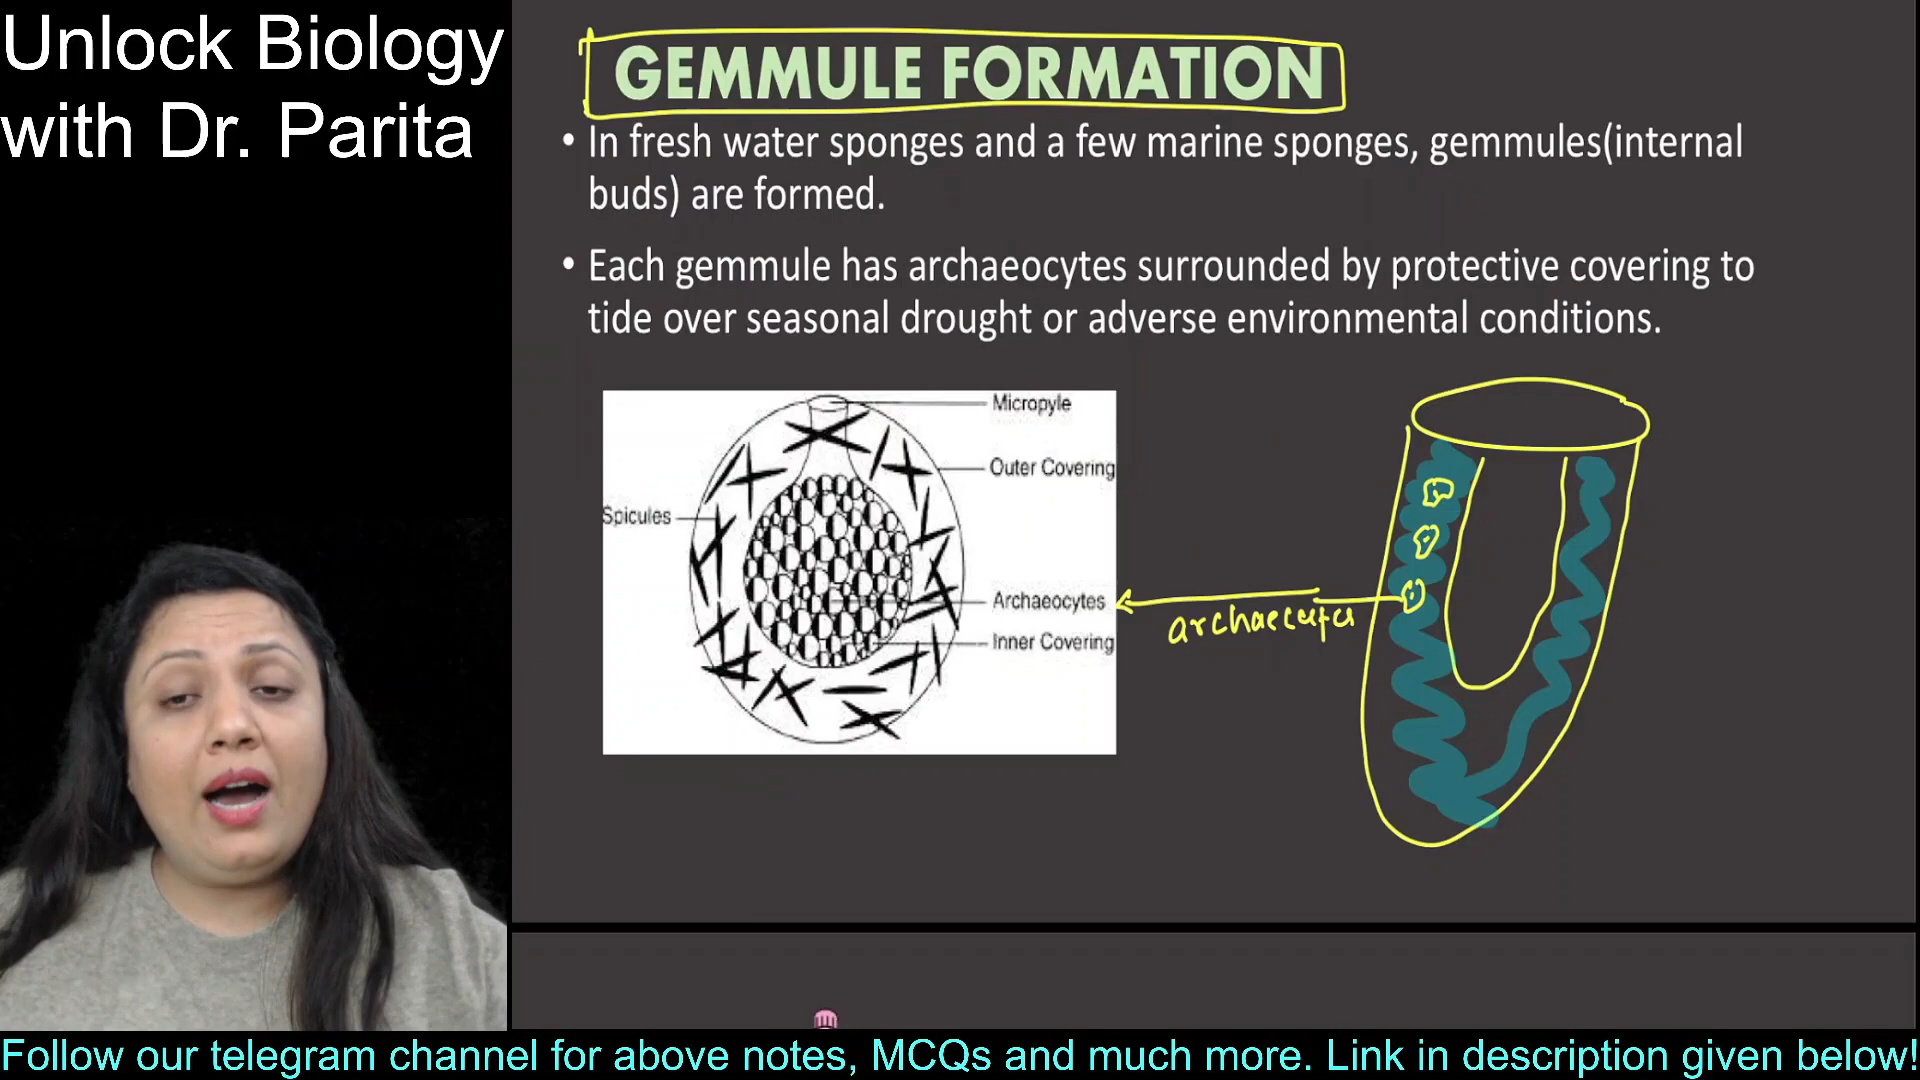 Unlock Biology
with Dr. Parita
GEMMULE FORMATION
• In fresh water sponges and a few marine sponges, gemmules(internal
buds) are formed.
• Each gemmule has archaeocytes surrounded by protective covering to
tide over seasonal drought or adverse environmental conditions.
Micropyle
Outer Covering
Spicules
Archaeocytes
Inner Covering
Follow our telegram channel for above notes, MCQs and much more. Link in description given below!